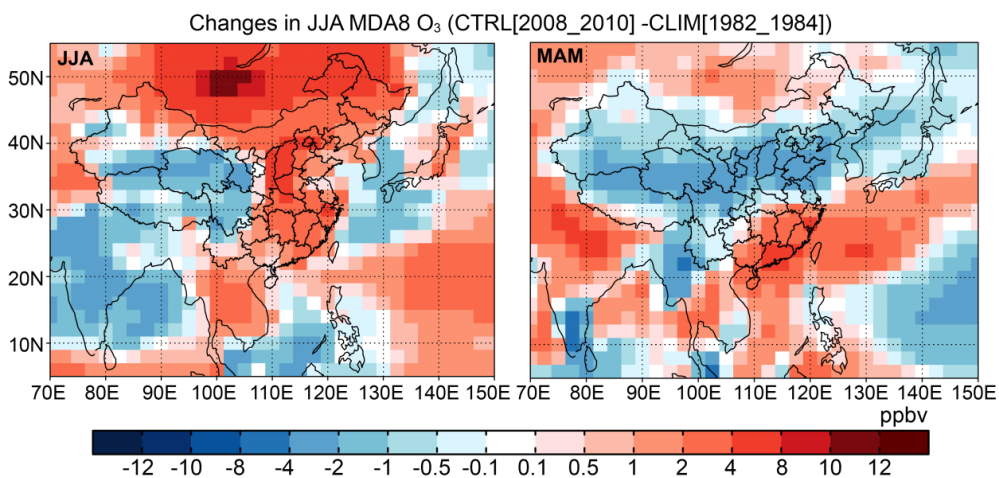 Changes in JJA MDA8 O₃ (CTRL[2008_2010] -CLIM[1982_1984])
JJA
MAM
50N
40N
30N
20N
10N
70E 80E 90E 100E 110E 120E 130E 150E
70E 80E 90E 100E 110E 120E 130E 140E 150E
ppbv
-12 -10 -8 -4 -2 -1 -0.5 -0.1 0.1 0.5 1 2 4 8 10 12